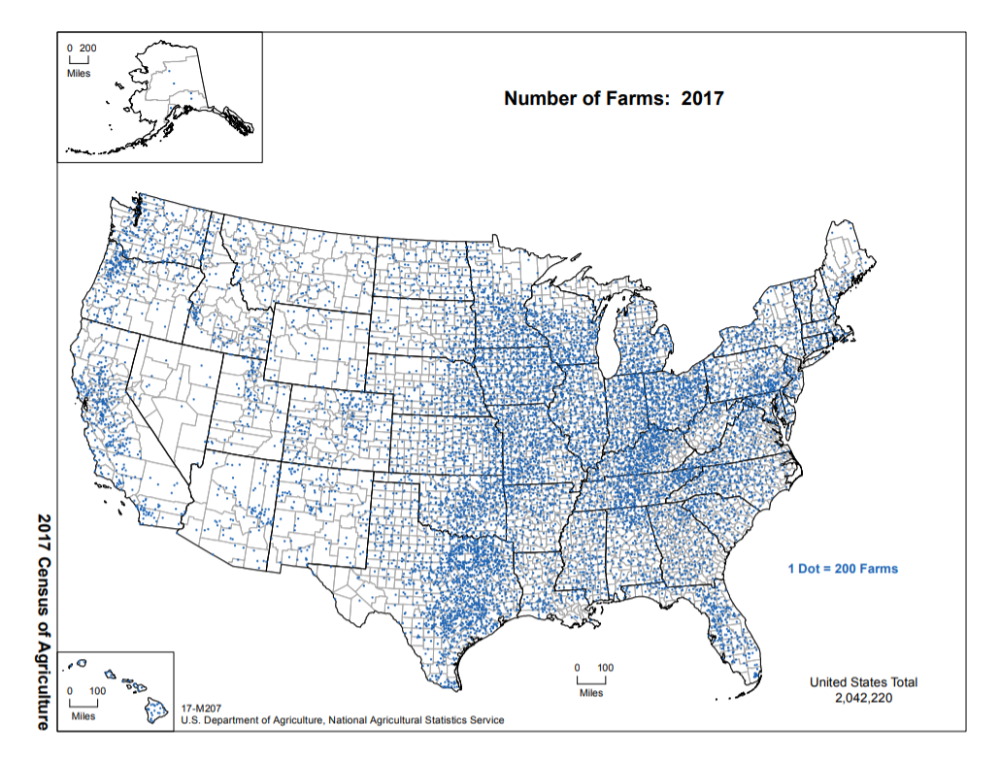 0 200
Miles
Number of Farms: 2017
1 Dot = 200 Farms
2017 Census of Agriculture
0 100
Miles
0 100
Miles
United States Total
2,042,220
17-M207
U.S. Department of Agriculture, National Agricultural Statistics Service